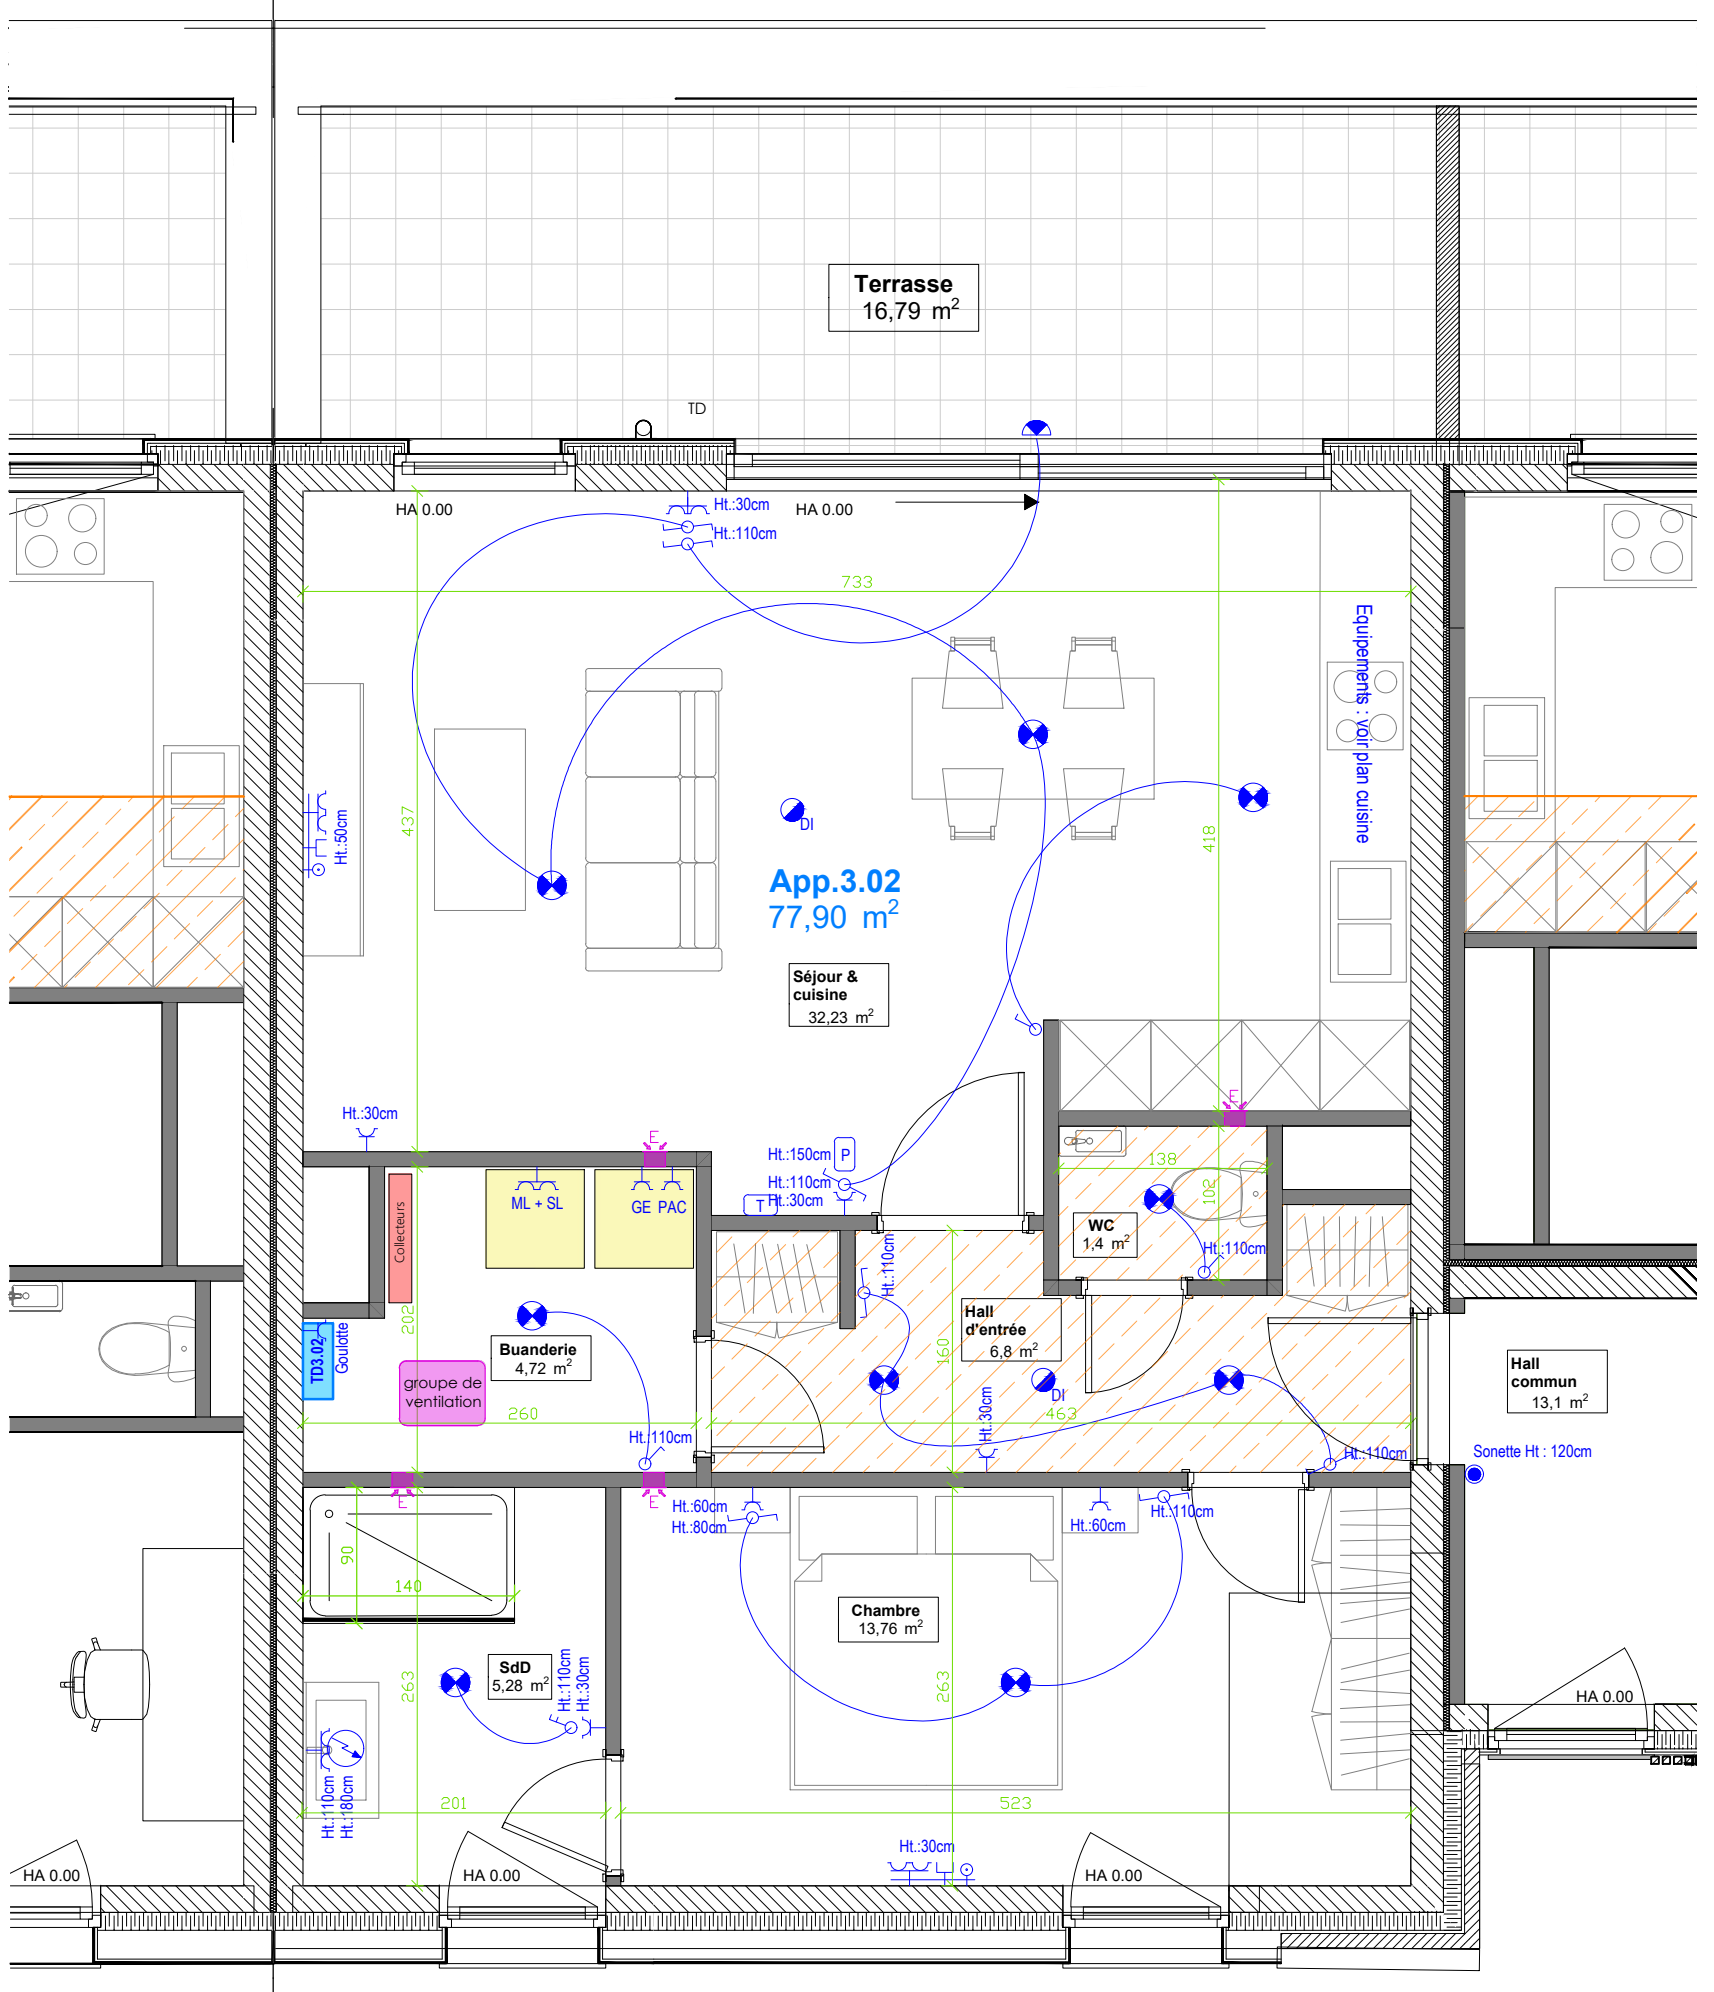 Terrasse
16,79 m²
TD
HA 0.00
Ht.:30cm
Ht.:110cm
HA 0.00
733
Equipements : voir plan cuisine
437
418
Ht.:50cm
DI
App.3.02
77,90 m²
Séjour &
cuisine
32,23 m²
Ht.:30cm
E
E
Ht.:150cm
P
Ht.:110cm
Ht.:30cm
T
138
102
WC
1,4 m²
Ht.:110cm
Collecteurs
ML + SL
GE PAC
202
Ht.:110cm
Hall
d'entrée
6,8 m²
160
DI
TD3.02
Goulotte
Buanderie
4,72 m²
groupe de
ventilation
260
463
Ht.:30cm
Ht.:110cm
Ht.:110cm
Hall
commun
13,1 m²
Sonette Ht : 120cm
E
E
Ht.:60cm
Ht.:80cm
Ht.:60cm
Ht.:110cm
90
140
Chambre
13,76 m²
SdD
5,28 m²
Ht.:110cm
Ht.:30cm
263
263
Ht.:110cm
Ht.:180cm
201
523
Ht.:30cm
HA 0.00
HA 0.00
HA 0.00
HA 0.00